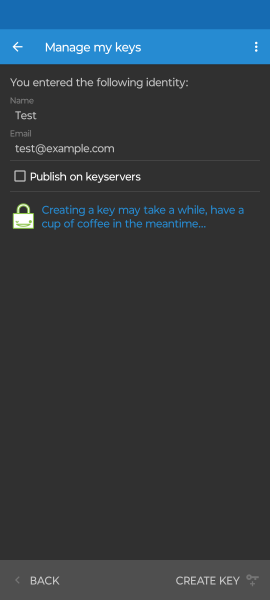 Manage my keys
You entered the following identity:
Name
Test
Email
test@example.com
Publish on keyservers
Creating a key may take a while, have a
cup of coffee in the meantime...
BACK
CREATE KEY